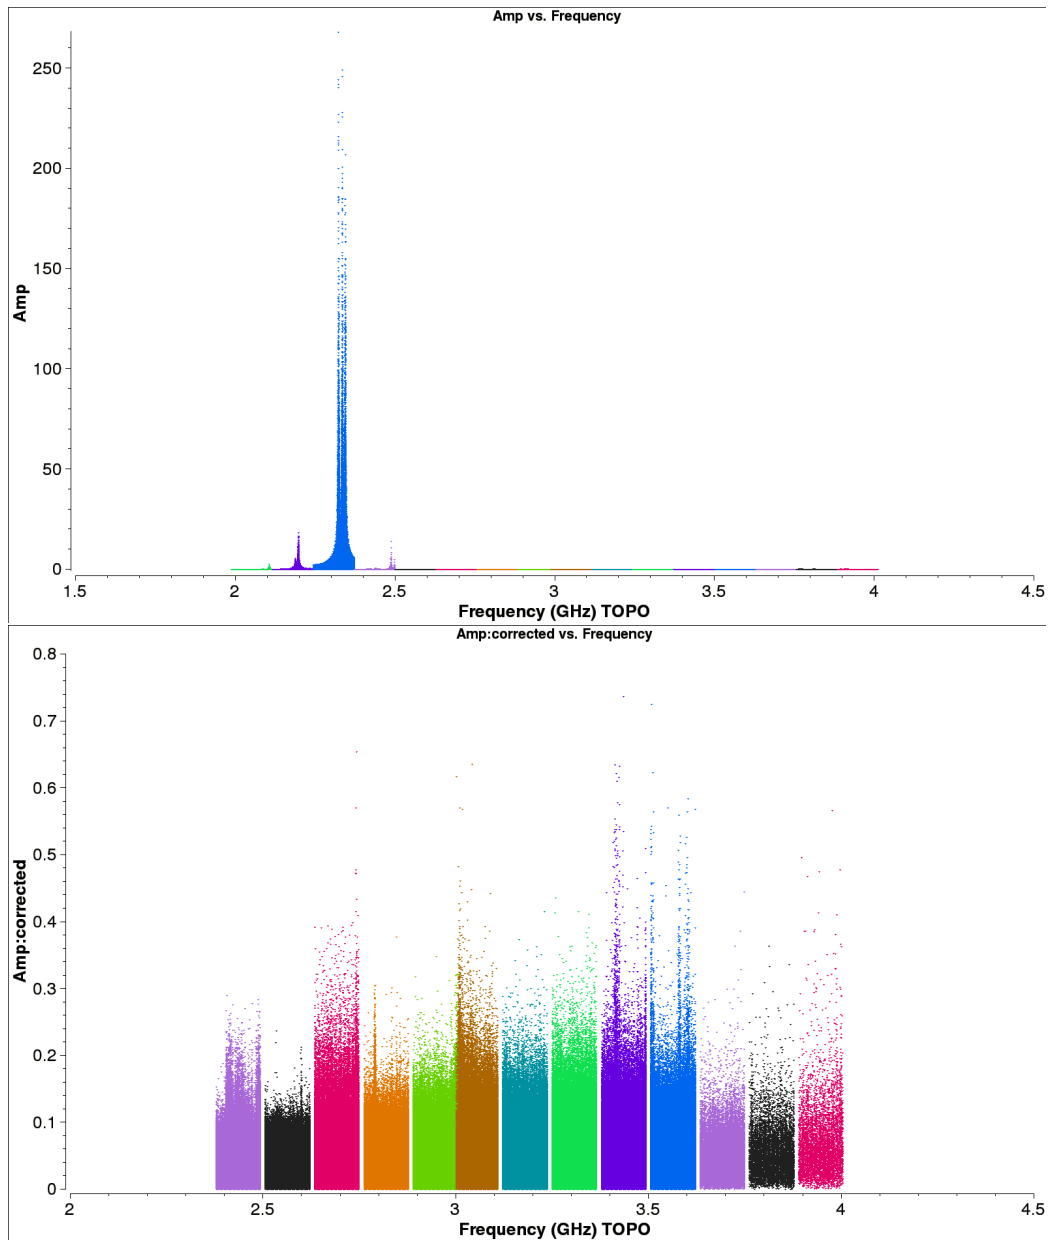 Amp vs. Frequency
250
200
150
100
50
0
Amp
1.5 2 2.5 3 3.5 4 4.5
Frequency (GHz) TOPO
Amp:corrected vs. Frequency
0.8
0.7
0.6
0.5
0.4
0.3
0.2
0.1
0
Amp:corrected
2 2.5 3 3.5 4 4.5
Frequency (GHz) TOPO